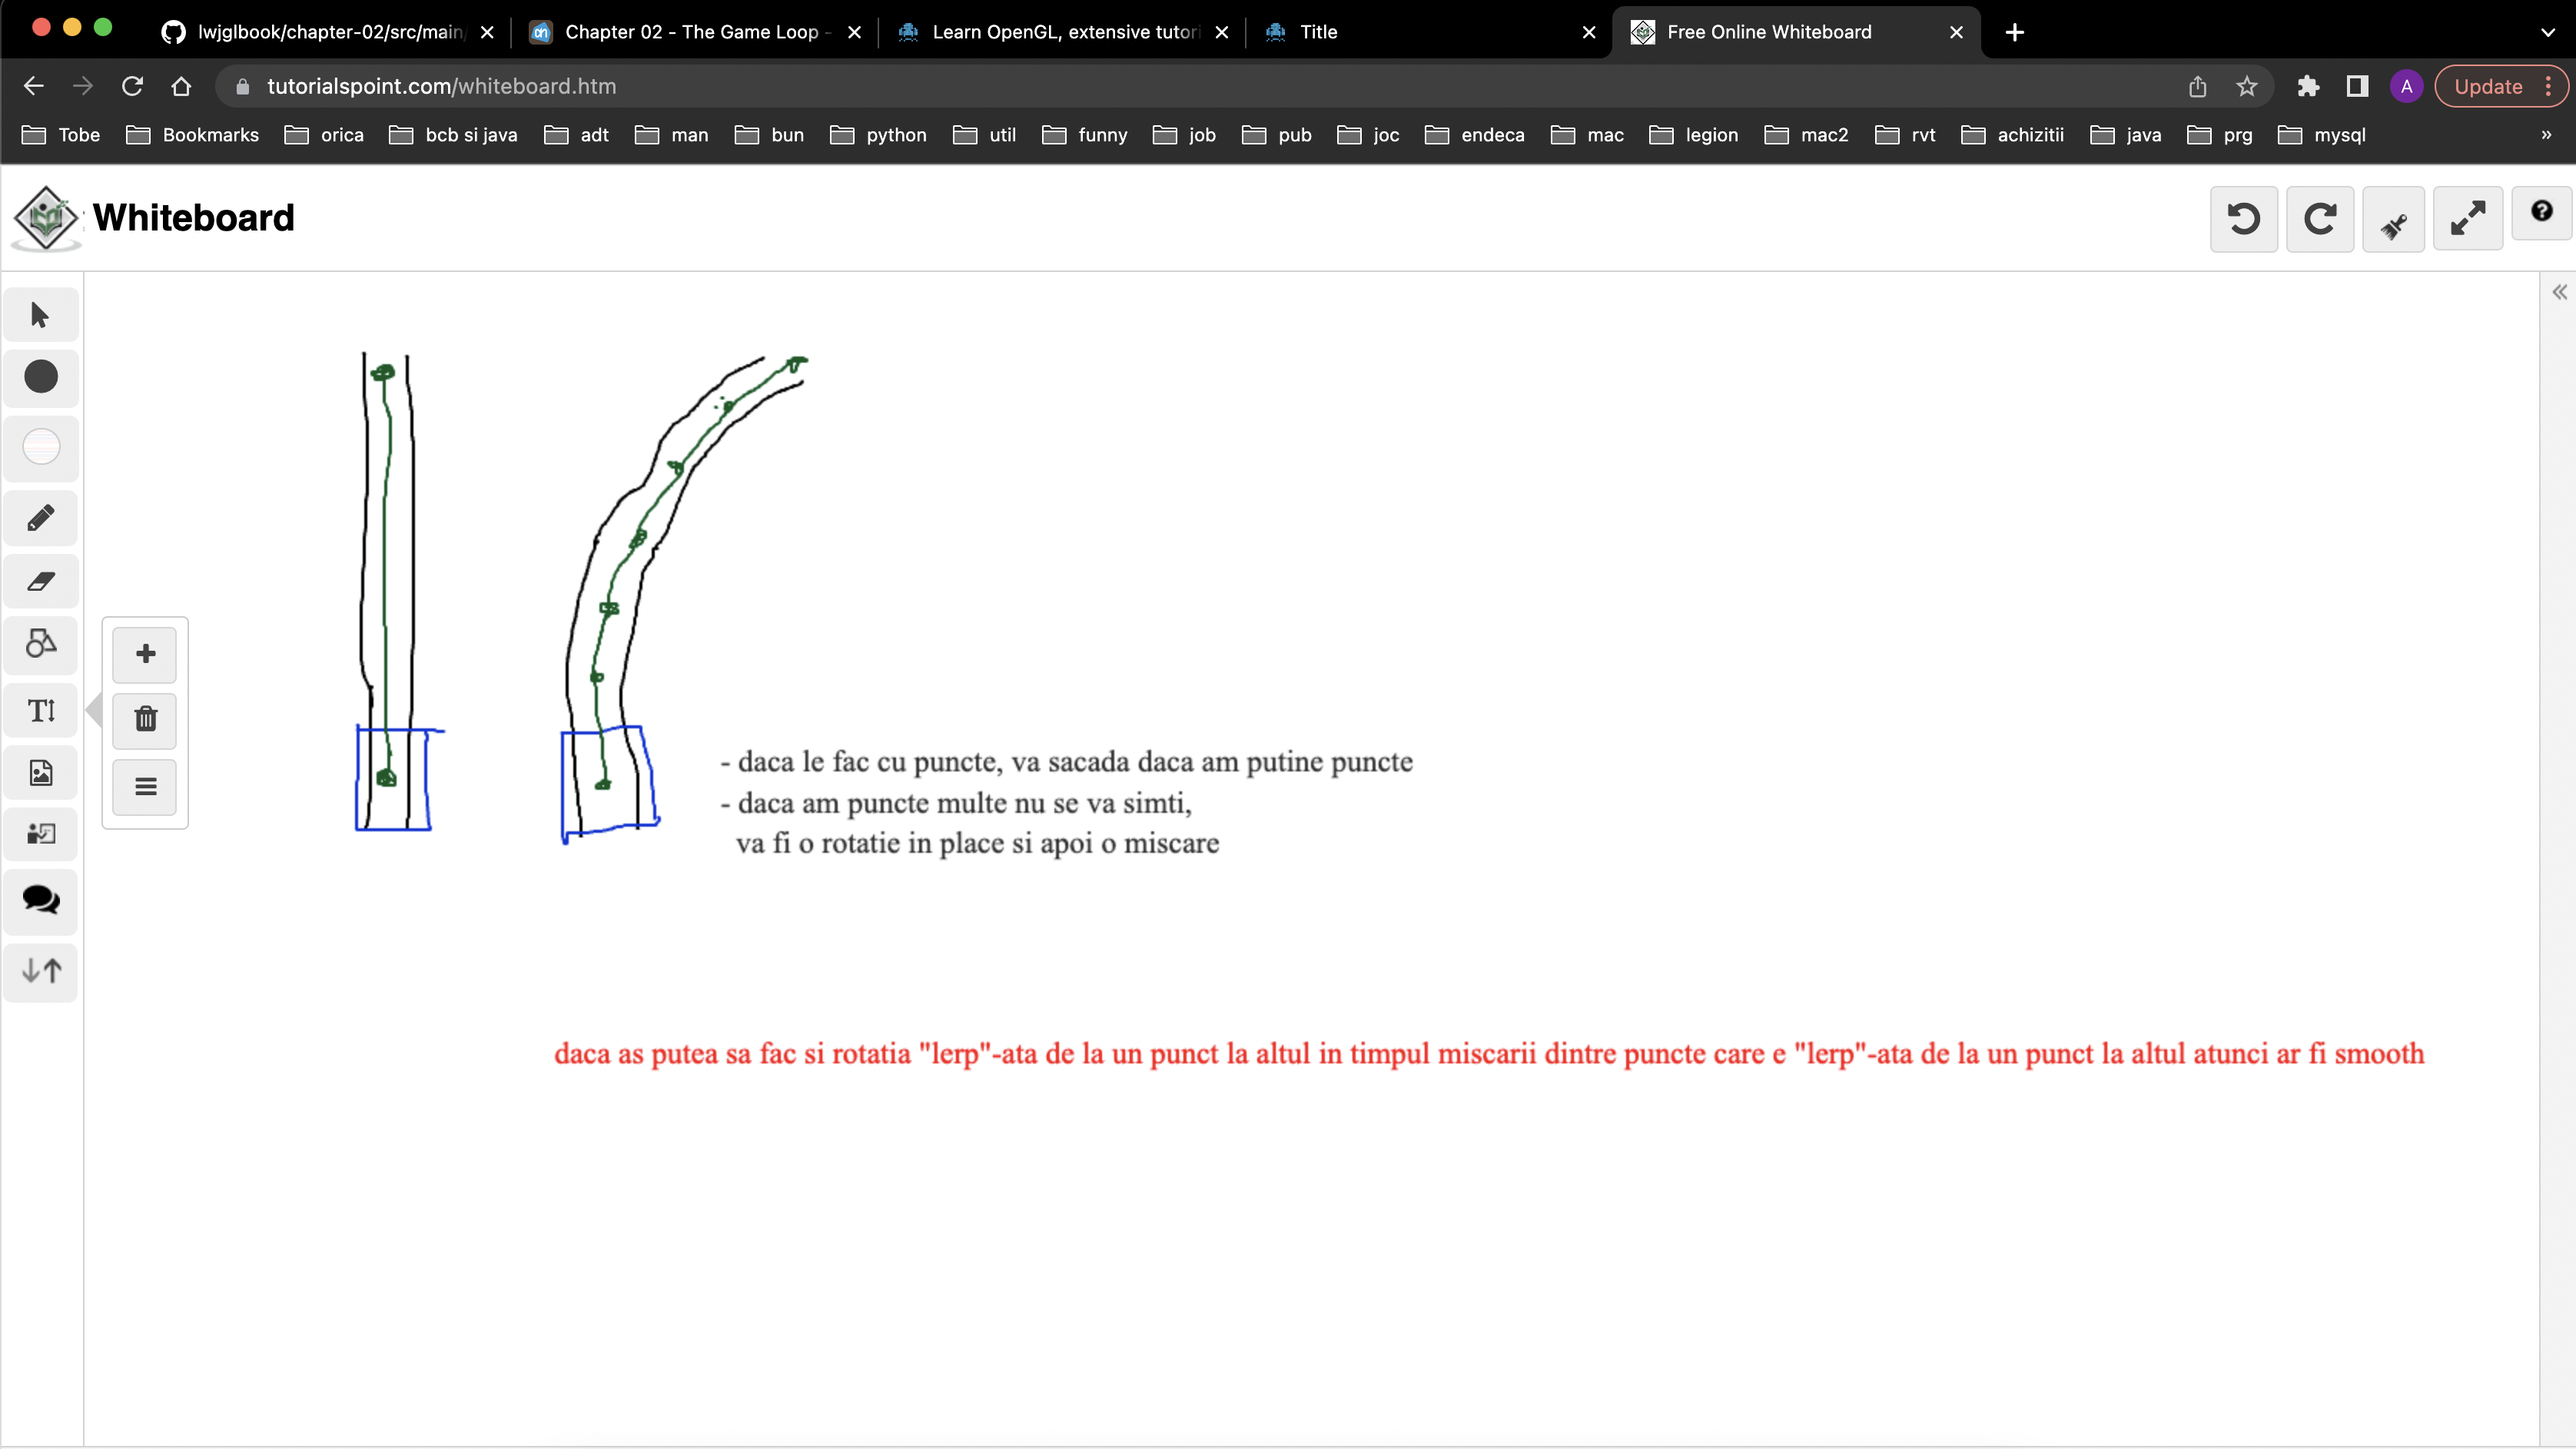 lwjglbook/chapter-02/src/main/
Chapter 02 - The Game Loop -
Learn OpenGL, extensive tutori
Title
Free Online Whiteboard
tutorialspoint.com/whiteboard.htm
A
Update
Tobe
Bookmarks
orica
bcb si java
adt
man
bun
python
util
funny
job
pub
joc
endeca
mac
legion
mac2
rvt
achizitii
java
prg
mysql
»
Whiteboard
- daca le fac cu puncte, va sacada daca am putine puncte
- daca am puncte multe nu se va simti,
va fi o rotatie in place si apoi o miscare
daca as putea sa fac si rotatia "lerp"-ata de la un punct la altul in timpul miscarii dintre puncte care e "lerp"-ata de la un punct la altul atunci ar fi smooth